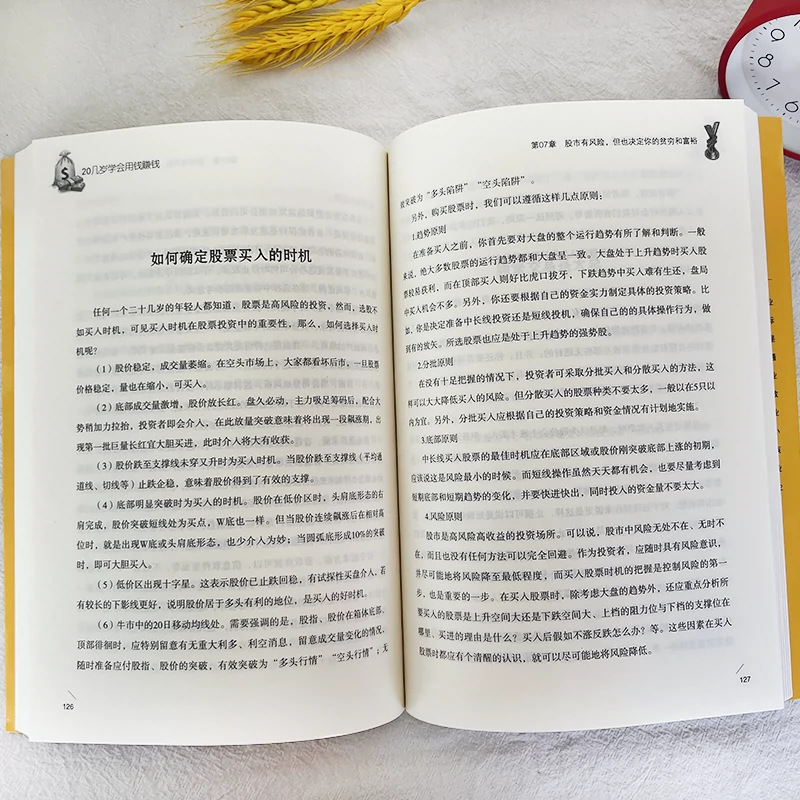 20几岁学会用钱赚钱
如何确定股票买入的时机
任何一个二十几岁的年轻人都知道，股票是高风险的投资，然而，选股不
如买入时机，可见买入时机在股票投资中的重要性，那么，如何选择买入时
机呢？
（1）股价稳定，成交量萎缩。在空头市场上，大家都看坏后市，一旦股票
价格稳定，量也在缩小，可买入。
（2）底部成交量激增，股价放长红。盘久必动，主力吸足筹码后，配合大
势稍加力拉抬，投资者即会介入，在此放量突破意味着将出现一段飙涨期，出
现第一批巨量长红宜大胆买进，此时介入将大有收获。
（3）股价跌至支撑线未穿又升时为买入时机。当股价跌至支撑线（平均通
道线、切线等）止跌企稳，意味着股价得到了有效的支撑。
（4）底部明显突破时为买入的时机。股价在低价区时，头肩底形态的右
肩完成，股价突破短线处为买点，W底也一样。但当股价连续飙涨后在相对高
位时，就是出现W底或头肩底形态，也少介入为妙；当圆弧底形成10%的突破
时，即可大胆买入。
（5）低价区出现十字星。这表示股价已止跌回稳，有试探性买盘介入，若
有较长的下影线更好，说明股价居于多头有利的地位，是买入的好时机。
（6）牛市中的20日移动均线处。需要强调的是，股指、股价在箱体底部、
顶部徘徊时，应特别留意有无重大利多、利空消息，留意成交量变化的情况，
随时准备应付股指、股价的突破，有效突破为“多头行情”“空头行情”；无
126
第07章 股市有风险，但也决定你的贫穷和富裕
效突破为“多头陷阱”“空头陷阱”。
另外，购买股票时，我们可以遵循这样几点原则：
1.趋势原则
在准备买入之前，你首先要对大盘的整个运行趋势有所了解和判断。一般
来说，绝大多数股票的运行趋势都和大盘呈一致。大盘处于上升趋势时买入股
票较易获利，而在顶部买入则好比虎口拔牙，下跌趋势中买入难有生还，盘局
中买入机会不多。另外，你还要根据自己的资金实力制定具体的投资策略。比
如，你是决定准备中长线投资还是短线投机，确保自己的的具体操作行为，做
到有的放矢。所选股票也应是处于上升趋势的强势股。
2.分批原则
在没有十足把握的情况下，投资者可采取分批买入和分散买入的方法，这
样可以大大降低买入的风险。但分散买入的股票种类不要太多，一般以在5只以
内为宜。另外，分批买入应根据自己的投资策略和资金情况有计划地实施。
3.底部原则
中长线买入股票的最佳时机应在底部区域或股价刚突破底部上涨的初期，
应该说这是风险最小的时候。而短线操作虽然天天都有机会，也要尽量考虑到
短期底部和短期趋势的变化，并要快进快出，同时投入的资金量不要太大。
4.风险原则
股市是高风险高收益的投资场所。可以说，股市中风险无处不在、无时不
在，而且也没有任何方法可以完全回避。作为投资者，应随时具有风险意识，
并尽可能地将风险降至最低程度，而买入股票时机的把握是控制风险的第一
步，也是重要的一步。在买入股票时，除考虑大盘的趋势外，还应重点分析所
要买入的股票是上升空间大还是下跌空间大、上档的阻力位与下档的支撑位在
哪里、买进的理由是什么？买入后假如不涨反跌怎么办？等。这些因素在买入
股票时都应有个清醒的认识，就可以尽可能地将风险降低。
127
9
8
7
6